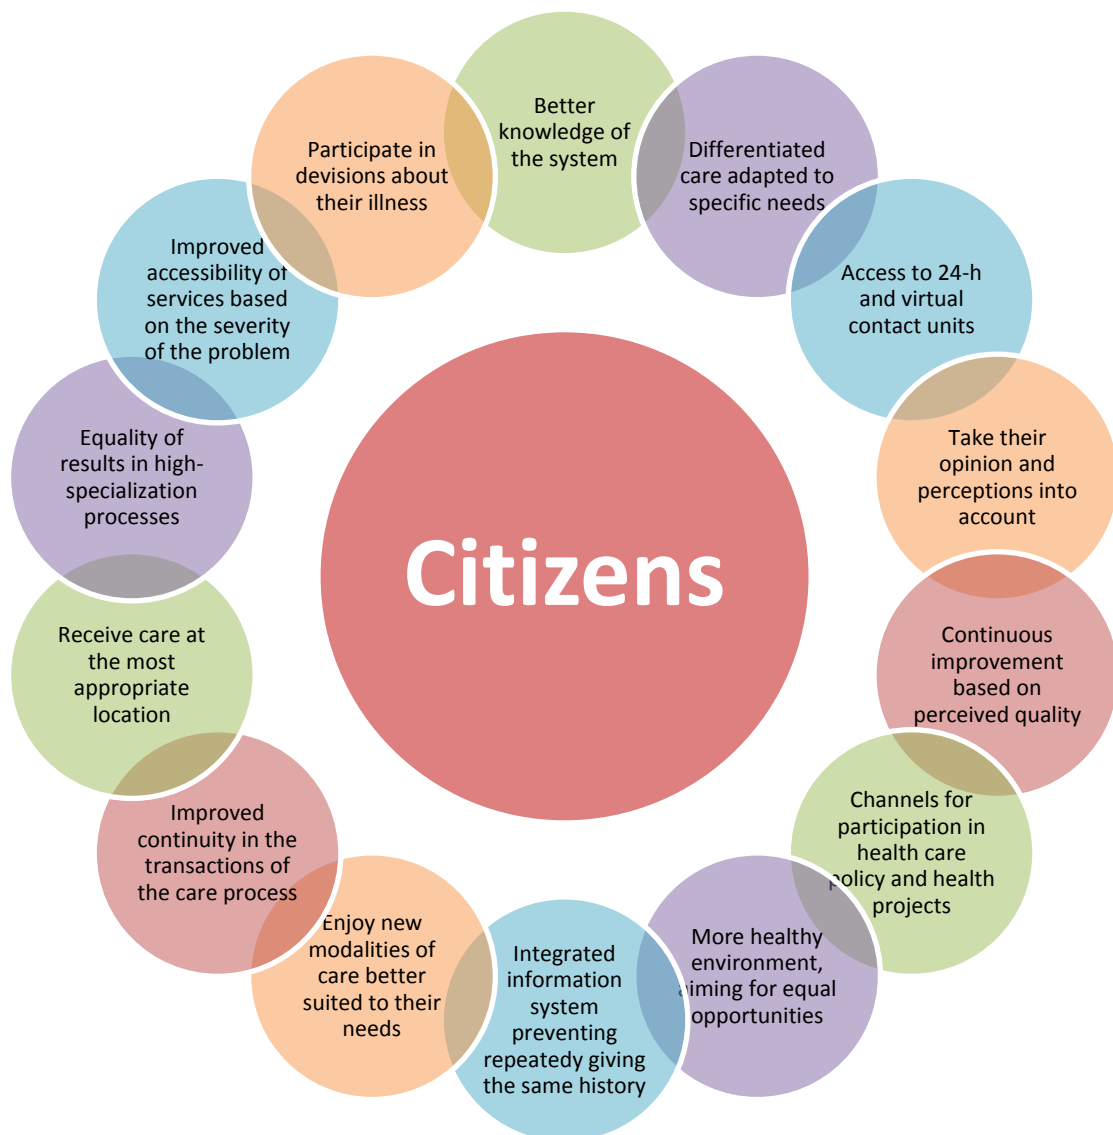 Better
knowledge of
the system
Differentiated
care adapted to
specific needs
Access to 24-h
and virtual
contact units
Take their
opinion and
perceptions into
account
Continuous
improvement
based on
perceived quality
Channels for
participation in
health care
policy and health
projects
More healthy
environment,
aiming for equal
opportunities
Integrated
information
system
preventing
repeatedy giving
the same history
Enjoy new
modalities of
care better
suited to their
needs
Improved
continuity in the
transactions of
the care process
Receive care at
the most
appropriate
location
Equality of
results in high-
specialization
processes
Improved
accessibility of
services based
on the severity
of the problem
Participate in
devisions about
their illness
Citizens